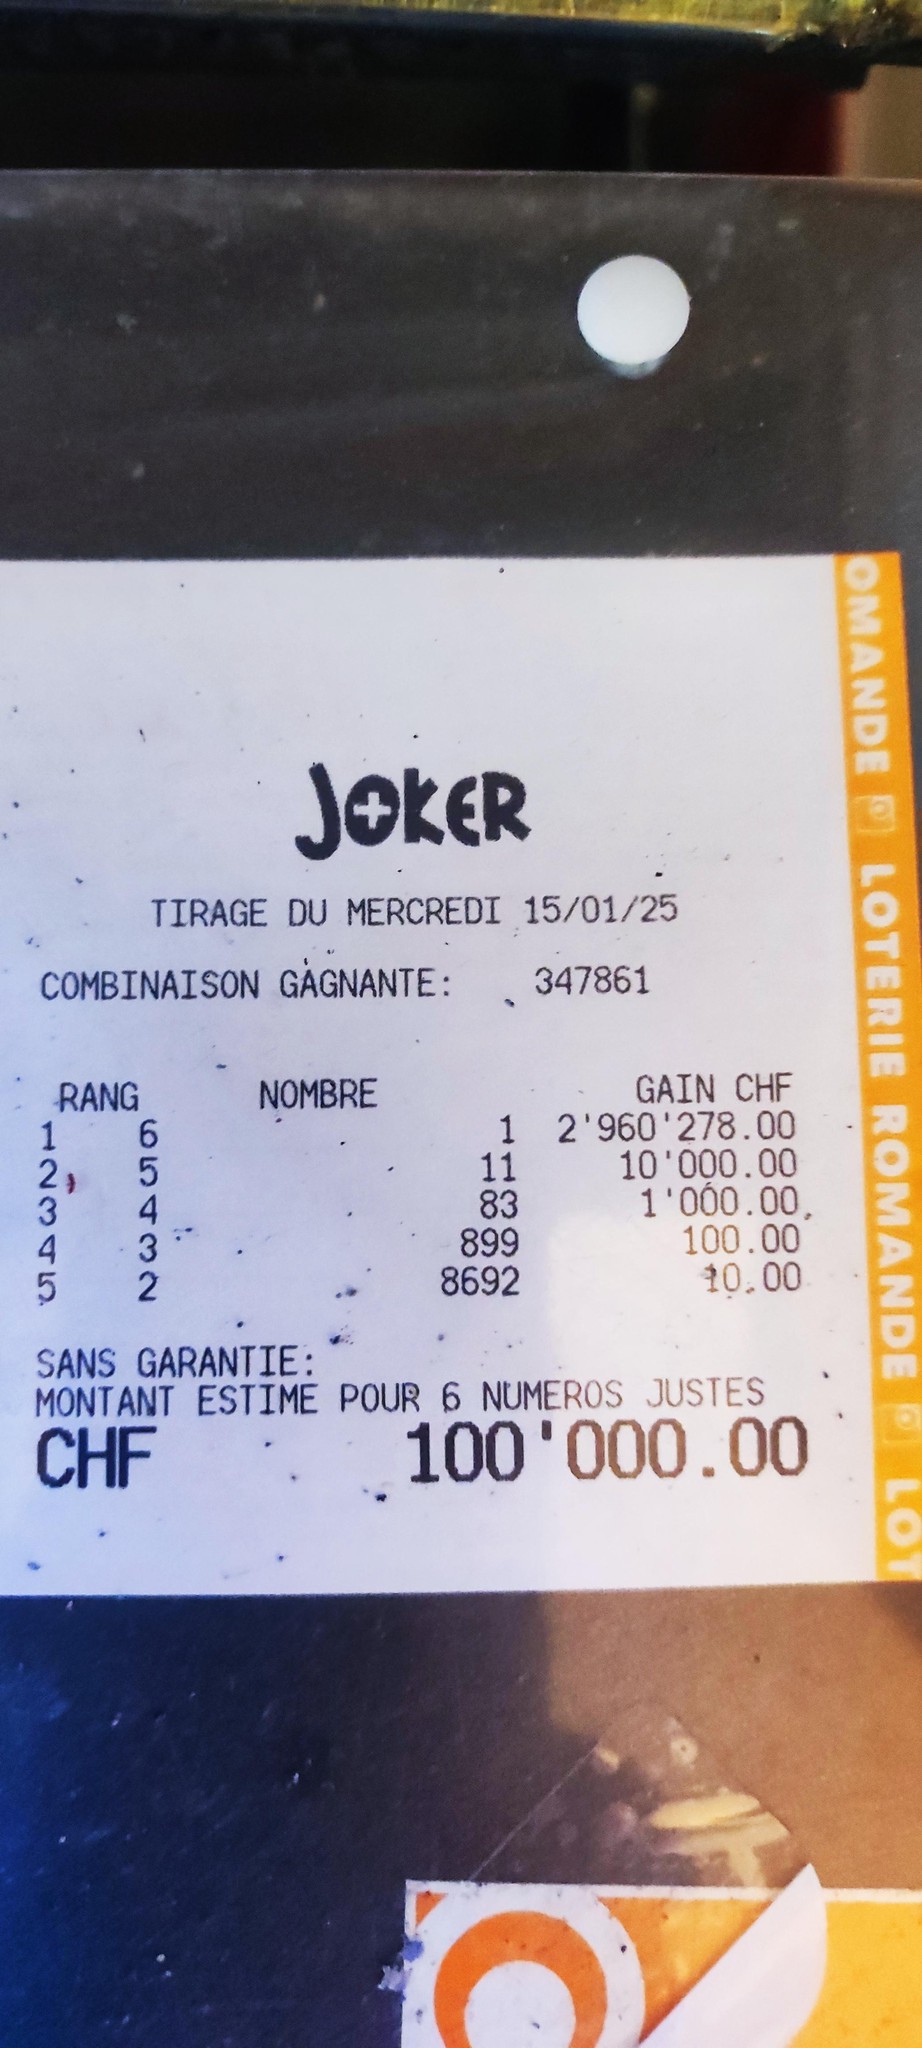 JOKER
TIRAGE DU MERCREDI 15/01/25
COMBINAISON GAGNANTE: 347861
RANG NOMBRE GAIN CHF
1 6 1 2'960'278.00
2 5 11 10'000.00
3 4 83 1'000.00
4 3 899 100.00
5 2 8692 10.00
SANS GARANTIE:
MONTANT ESTIME POUR 6 NUMEROS JUSTES
CHF 100'000.00
OMANDE LOTERIE ROMANDE LOT